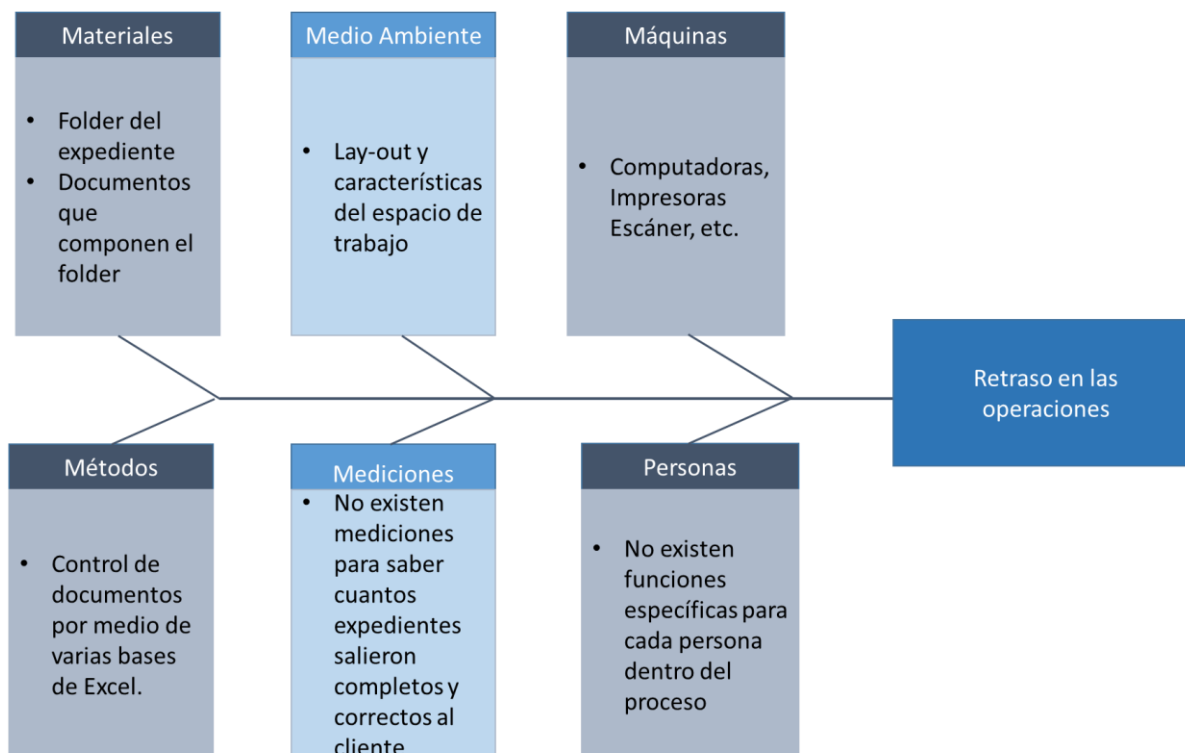 Materiales
• Folder del
expediente
• Documentos
que
componen el
folder
Medio Ambiente
• Lay-out y
características
del espacio de
trabajo
Máquinas
• Computadoras,
Impresoras
Escáner, etc.
Retraso en las
operaciones
Métodos
• Control de
documentos
por medio de
varias bases
de Excel.
Mediciones
• No existen
mediciones
para saber
cuantos
expedientes
salieron
completos y
correctos al
cliente
Personas
• No existen
funciones
específicas para
cada persona
dentro del
proceso